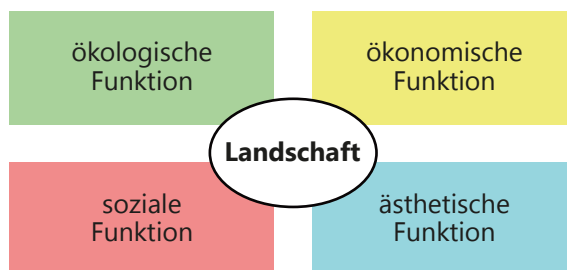 ökologische
Funktion
ökonomische
Funktion
Landschaft
soziale
Funktion
ästhetische
Funktion